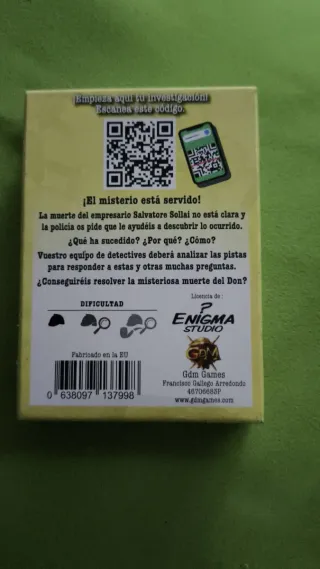 ¡Empieza aquí tu investigación!
Escanea este código.
¡El misterio está servido!
La muerte del empresario Salvatore Sollai no está clara y
la policía os pide que le ayudéis a descubrir lo ocurrido.
¿Qué ha sucedido? ¿Por qué? ¿Cómo?
Vuestro equipo de detectives deberá analizar las pistas
para responder a estas y otras muchas preguntas.
¿Conseguiréis resolver la misteriosa muerte del Don?
DIFICULTAD
Licencia de:
ENIGMA
STUDIO
Fabricado en la EU
GdM
Gdm Games
Francisco Gallego Arredondo
46706683P
www.gdmgames.com
0 638097 137998